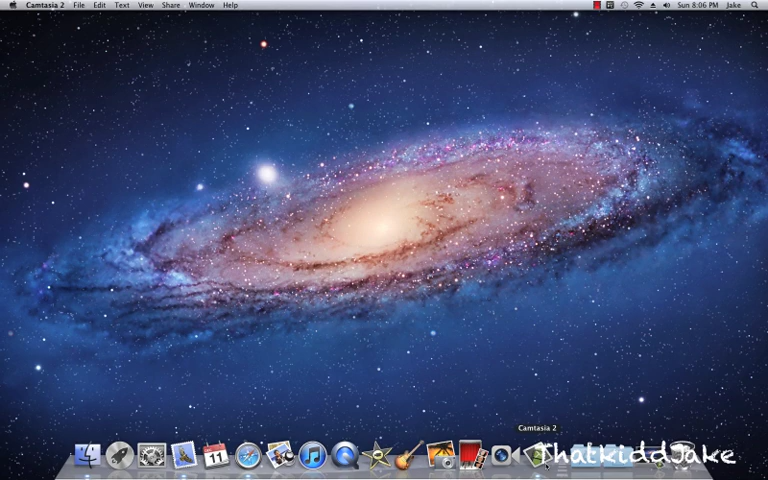 Camtasia 2 File Edit Text View Share Window Help Sun 8:06 PM Jake
Camtasia 2
11
ThatkiddJake